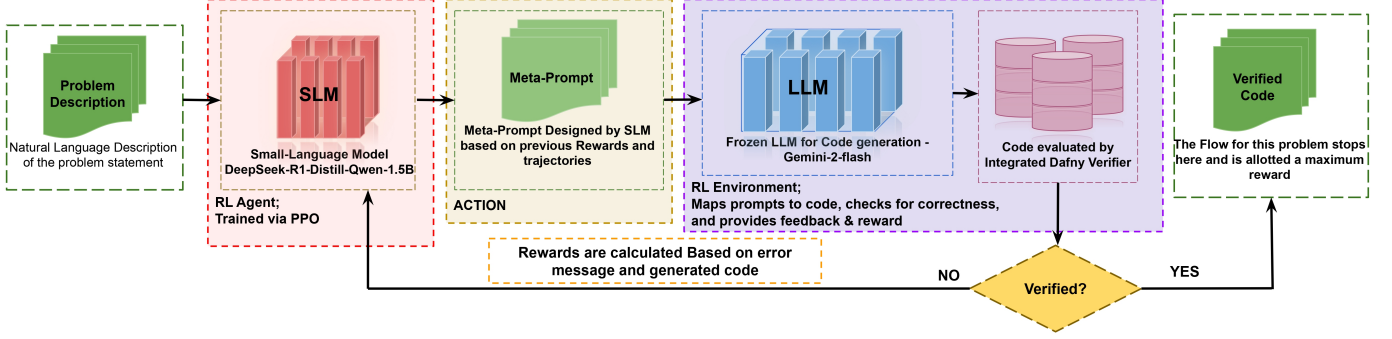 Problem
Description
Natural Language Description
of the problem statement
SLM
Small-Language Model
DeepSeek-R1-Distill-Qwen-1.5B
RL Agent;
Trained via PPO
Meta-Prompt
Meta-Prompt Designed by SLM
based on previous Rewards and
trajectories
ACTION
LLM
Frozen LLM for Code generation -
Gemini-2-flash
Code evaluated by
Integrated Dafny Verifier
RL Environment;
Maps prompts to code, checks for correctness,
and provides feedback & reward
Verified
Code
The Flow for this problem stops
here and is allotted a maximum
reward
Rewards are calculated Based on error
message and generated code
NO
Verified?
YES